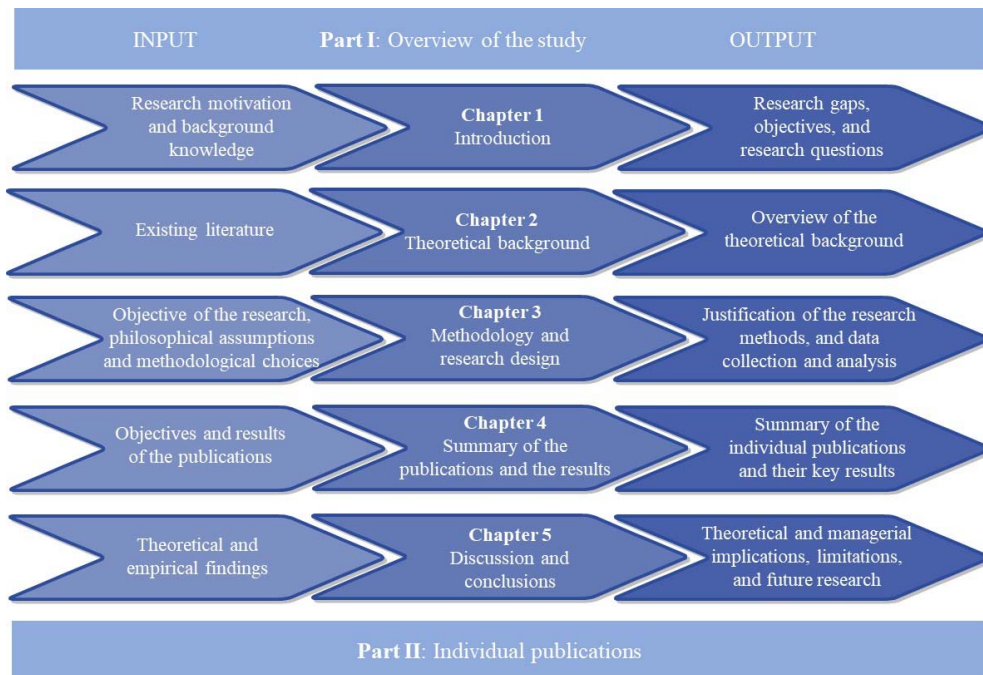 INPUT
Part I: Overview of the study
OUTPUT
Research motivation
and background
knowledge
Chapter 1
Introduction
Research gaps,
objectives, and
research questions
Existing literature
Chapter 2
Theoretical background
Overview of the
theoretical background
Objective of the research,
philosophical assumptions
and methodological choices
Chapter 3
Methodology and
research design
Justification of the research
methods, and data
collection and analysis
Objectives and results
of the publications
Chapter 4
Summary of the
publications and the results
Summary of the
individual publications
and their key results
Theoretical and
empirical findings
Chapter 5
Discussion and
conclusions
Theoretical and managerial
implications, limitations,
and future research
Part II: Individual publications